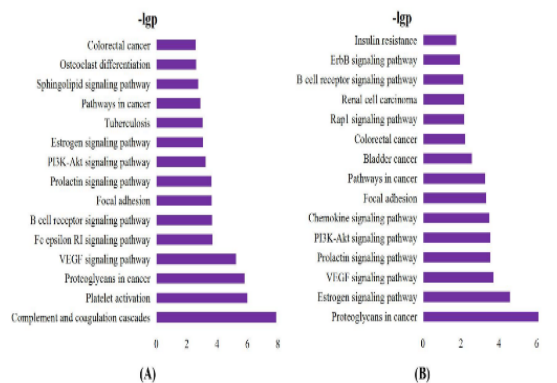 -lgp
Colorectal cancer
Osteoclast differentiation
Sphingolipid signaling pathway
Pathways in cancer
Tuberculosis
Estrogen signaling pathway
PI3K-Akt signaling pathway
Prolactin signaling pathway
Focal adhesion
B cell receptor signaling pathway
Fc epsilon RI signaling pathway
VEGF signaling pathway
Proteoglycans in cancer
Platelet activation
Complement and coagulation cascades
0 2 4 6 8
(A)
-lgp
Insulin resistance
ErbB signaling pathway
B cell receptor signaling pathway
Renal cell carcinoma
Rap1 signaling pathway
Colorectal cancer
Bladder cancer
Pathways in cancer
Focal adhesion
Chemokine signaling pathway
PI3K-Akt signaling pathway
Prolactin signaling pathway
VEGF signaling pathway
Estrogen signaling pathway
Proteoglycans in cancer
0 2 4 6
(B)